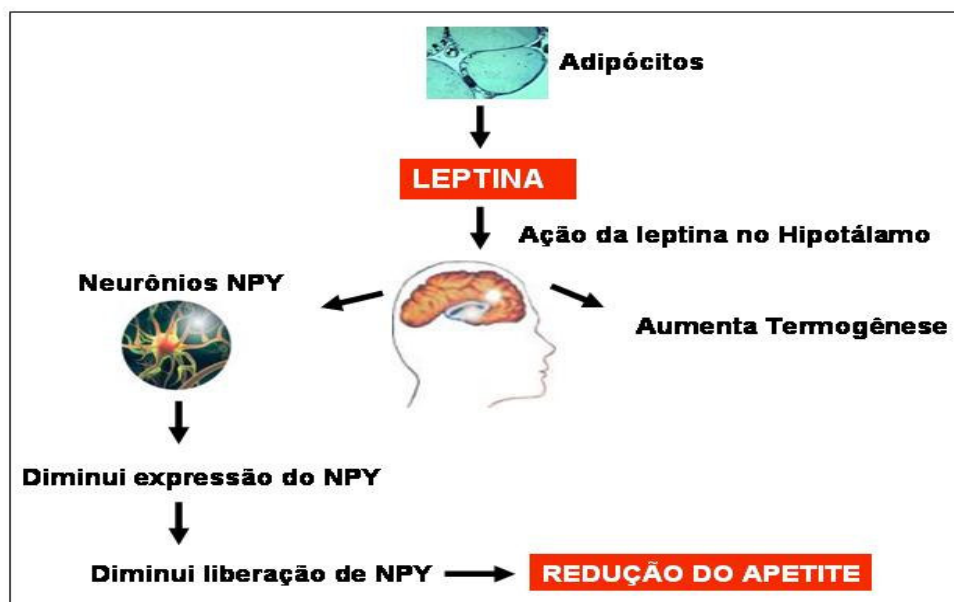 Adipócitos
LEPTINA
Ação da leptina no Hipotálamo
Neurônios NPY
Aumenta Termogênese
Diminui expressão do NPY
Diminui liberação de NPY
REDUÇÃO DO APETITE